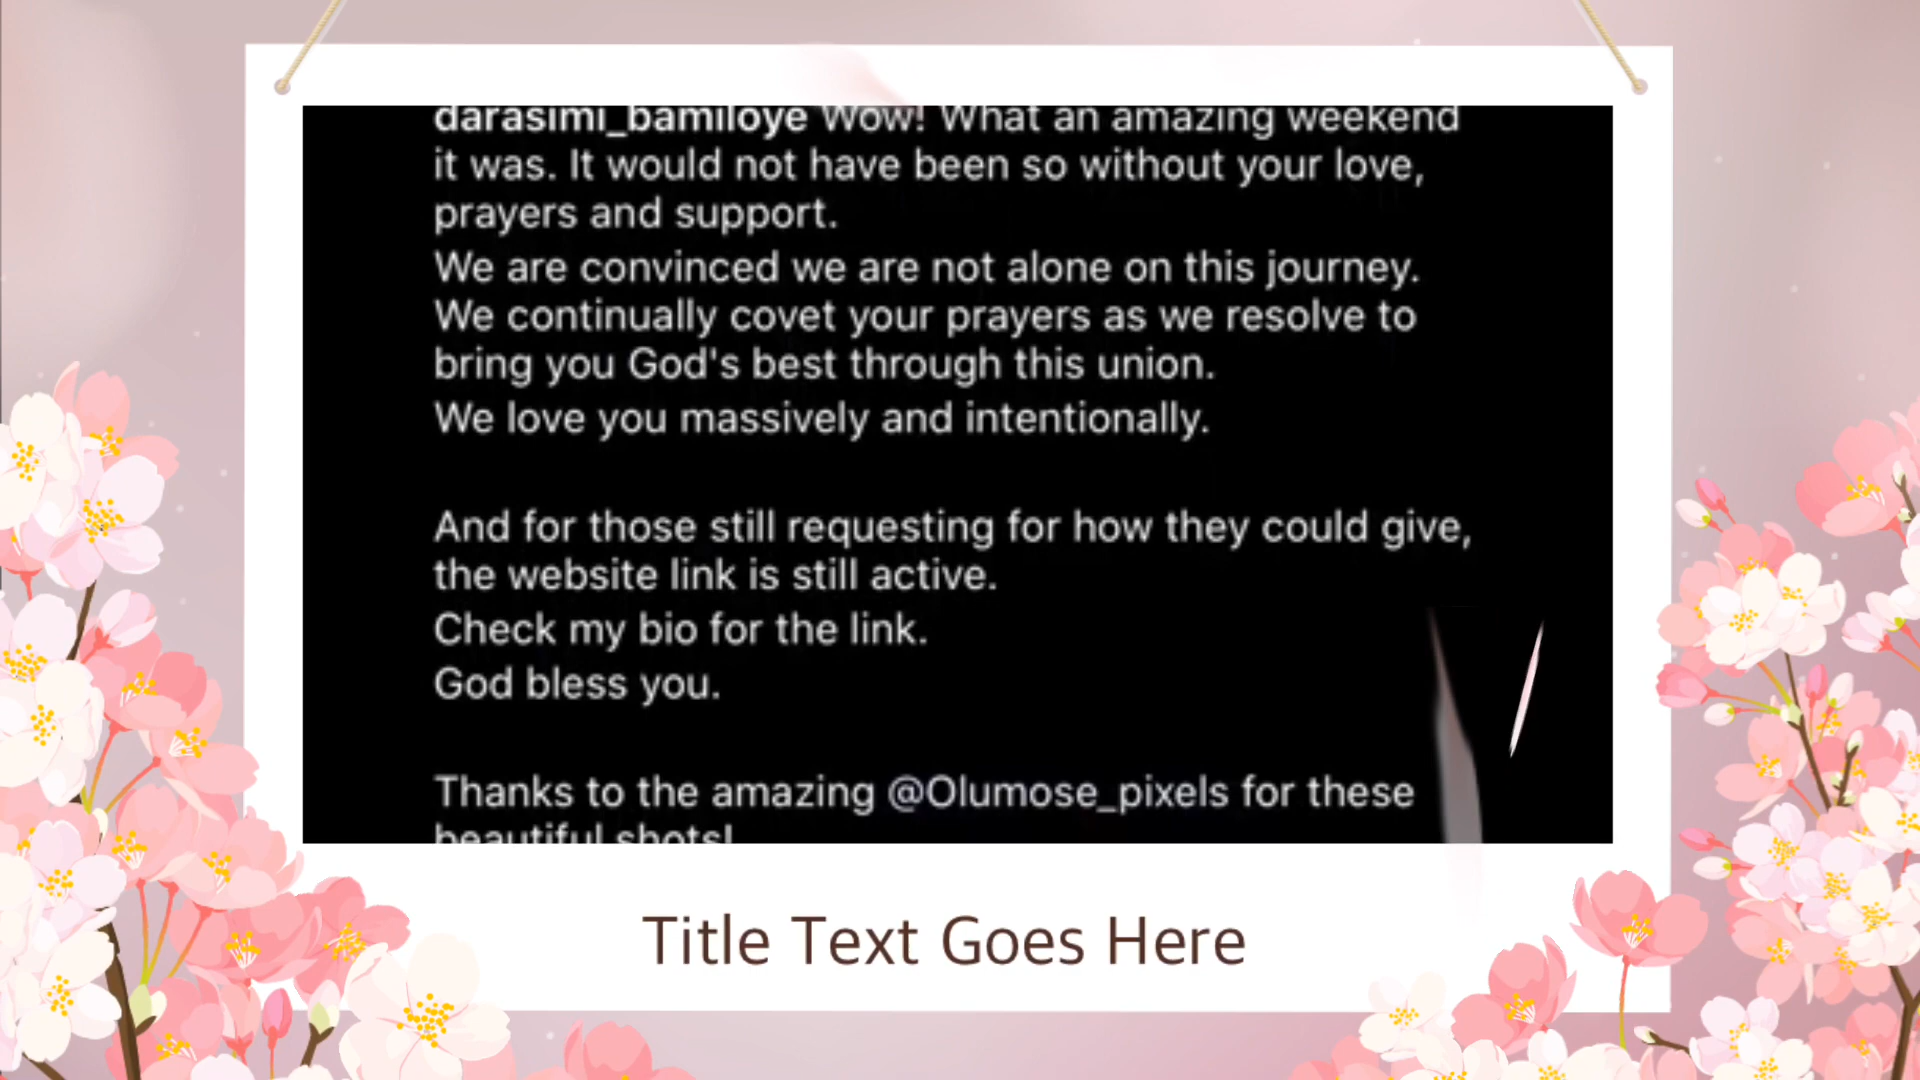 darasimi_bamiloye Wow! What an amazing weekend
it was. It would not have been so without your love,
prayers and support.
We are convinced we are not alone on this journey.
We continually covet your prayers as we resolve to
bring you God's best through this union.
We love you massively and intentionally.
And for those still requesting for how they could give,
the website link is still active.
Check my bio for the link.
God bless you.
Thanks to the amazing @Olumose_pixels for these
beautiful shots!
Title Text Goes Here